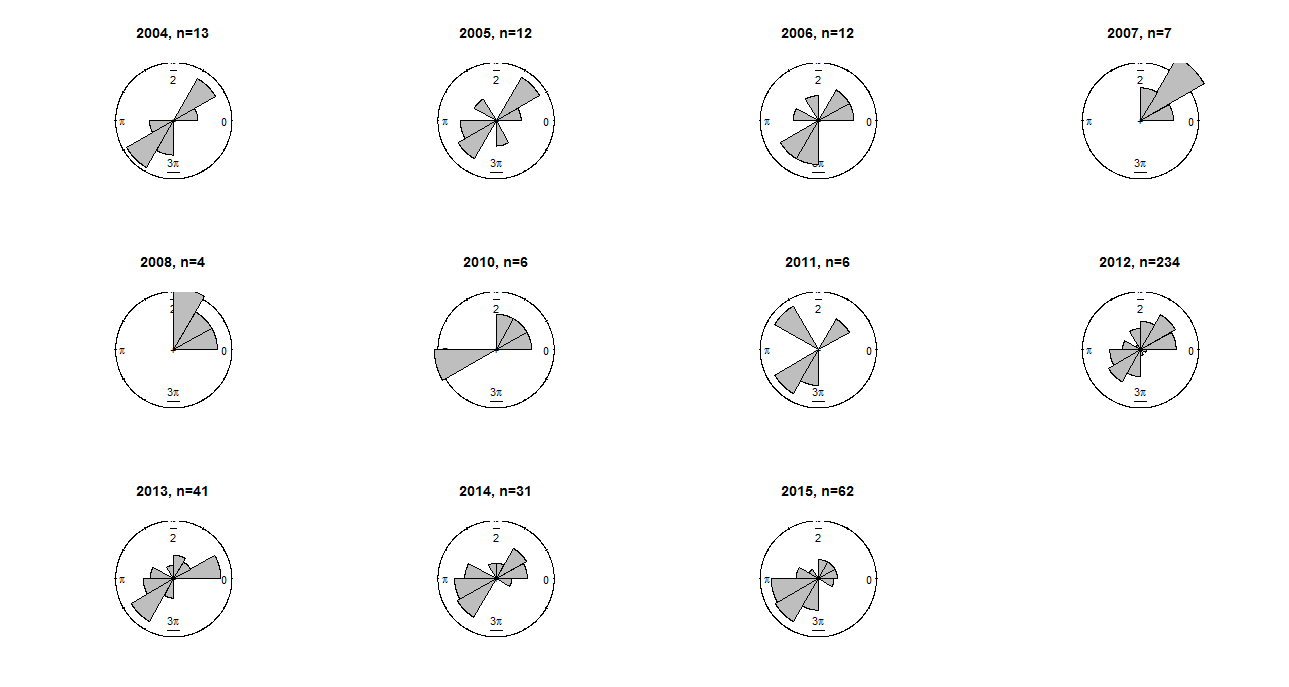 2004, n=13
2005, n=12
2006, n=12
2007, n=7
2
π
0
3π
2
π
0
3π
2
π
0
π
2
π
0
3π
2008, n=4
2010, n=6
2011, n=6
2012, n=234
π
0
3π
2
0
3π
2
π
0
3π
2
π
0
3π
2013, n=41
2014, n=31
2015, n=62
2
π
0
3π
2
π
0
3π
2
π
0
3π